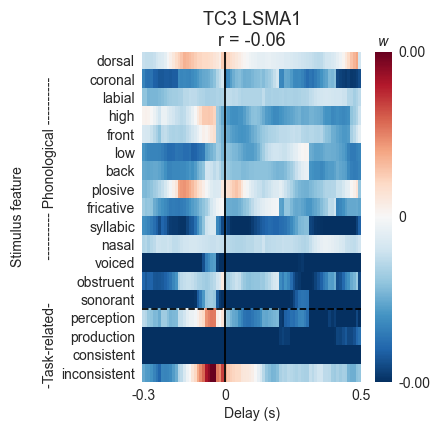 TC3 LSMA1
r = -0.06
w
dorsal
coronal
labial
high
front
low
back
plosive
fricative
syllabic
nasal
voiced
obstruent
sonorant
perception
production
consistent
inconsistent
Stimulus feature
---------- Phonological ----------
-Task-related-
0.00
0
-0.00
-0.3
0
0.5
Delay (s)